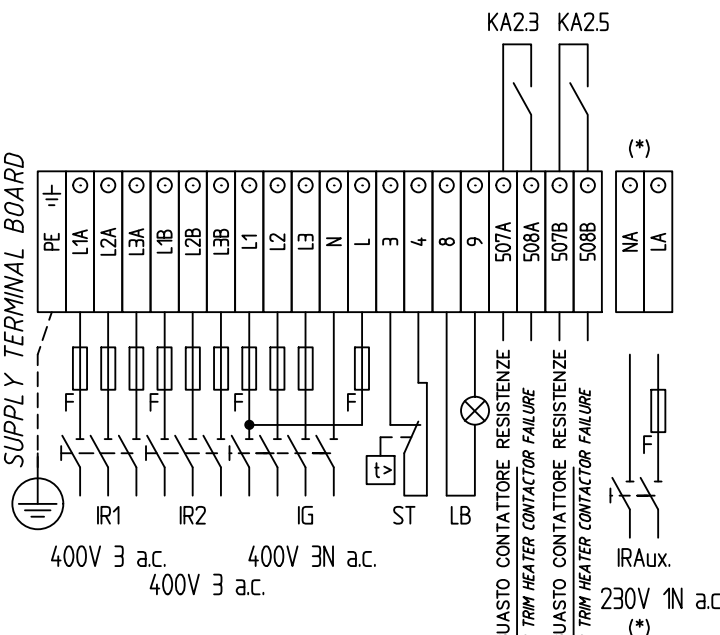 KA2.3 KA2.5
(*)
SUPPLY TERMINAL BOARD
PE L1A L2A L3A L1B L2B L3B L1 L2 L3 N L 3 4 8 9 507A 508A 507B 508B NA LA
F F F F
t>
IR1 IR2 IG ST LB IRAux.
400V 3 a.c. 400V 3N a.c.
400V 3 a.c.
230V 1N a.c
(*)
UASTO CONTATTORE RESISTENZE
TRIM HEATER CONTACTOR FAILURE
UASTO CONTATTORE RESISTENZE
TRIM HEATER CONTACTOR FAILURE